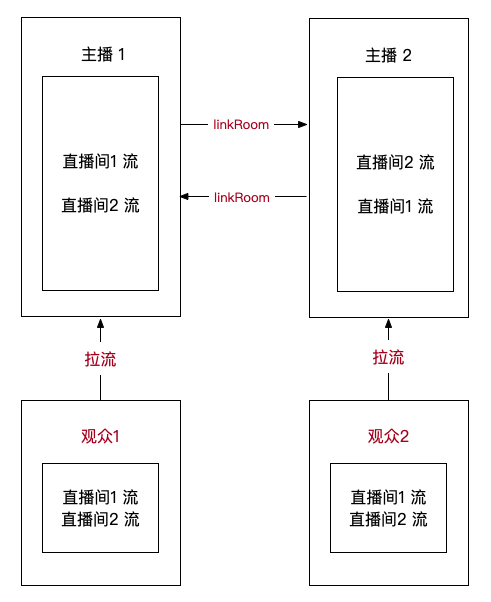 主播 1
直播间1 流
直播间2 流
linkRoom
linkRoom
主播 2
直播间2 流
直播间1 流
拉流
拉流
观众1
直播间1 流
直播间2 流
观众2
直播间1 流
直播间2 流